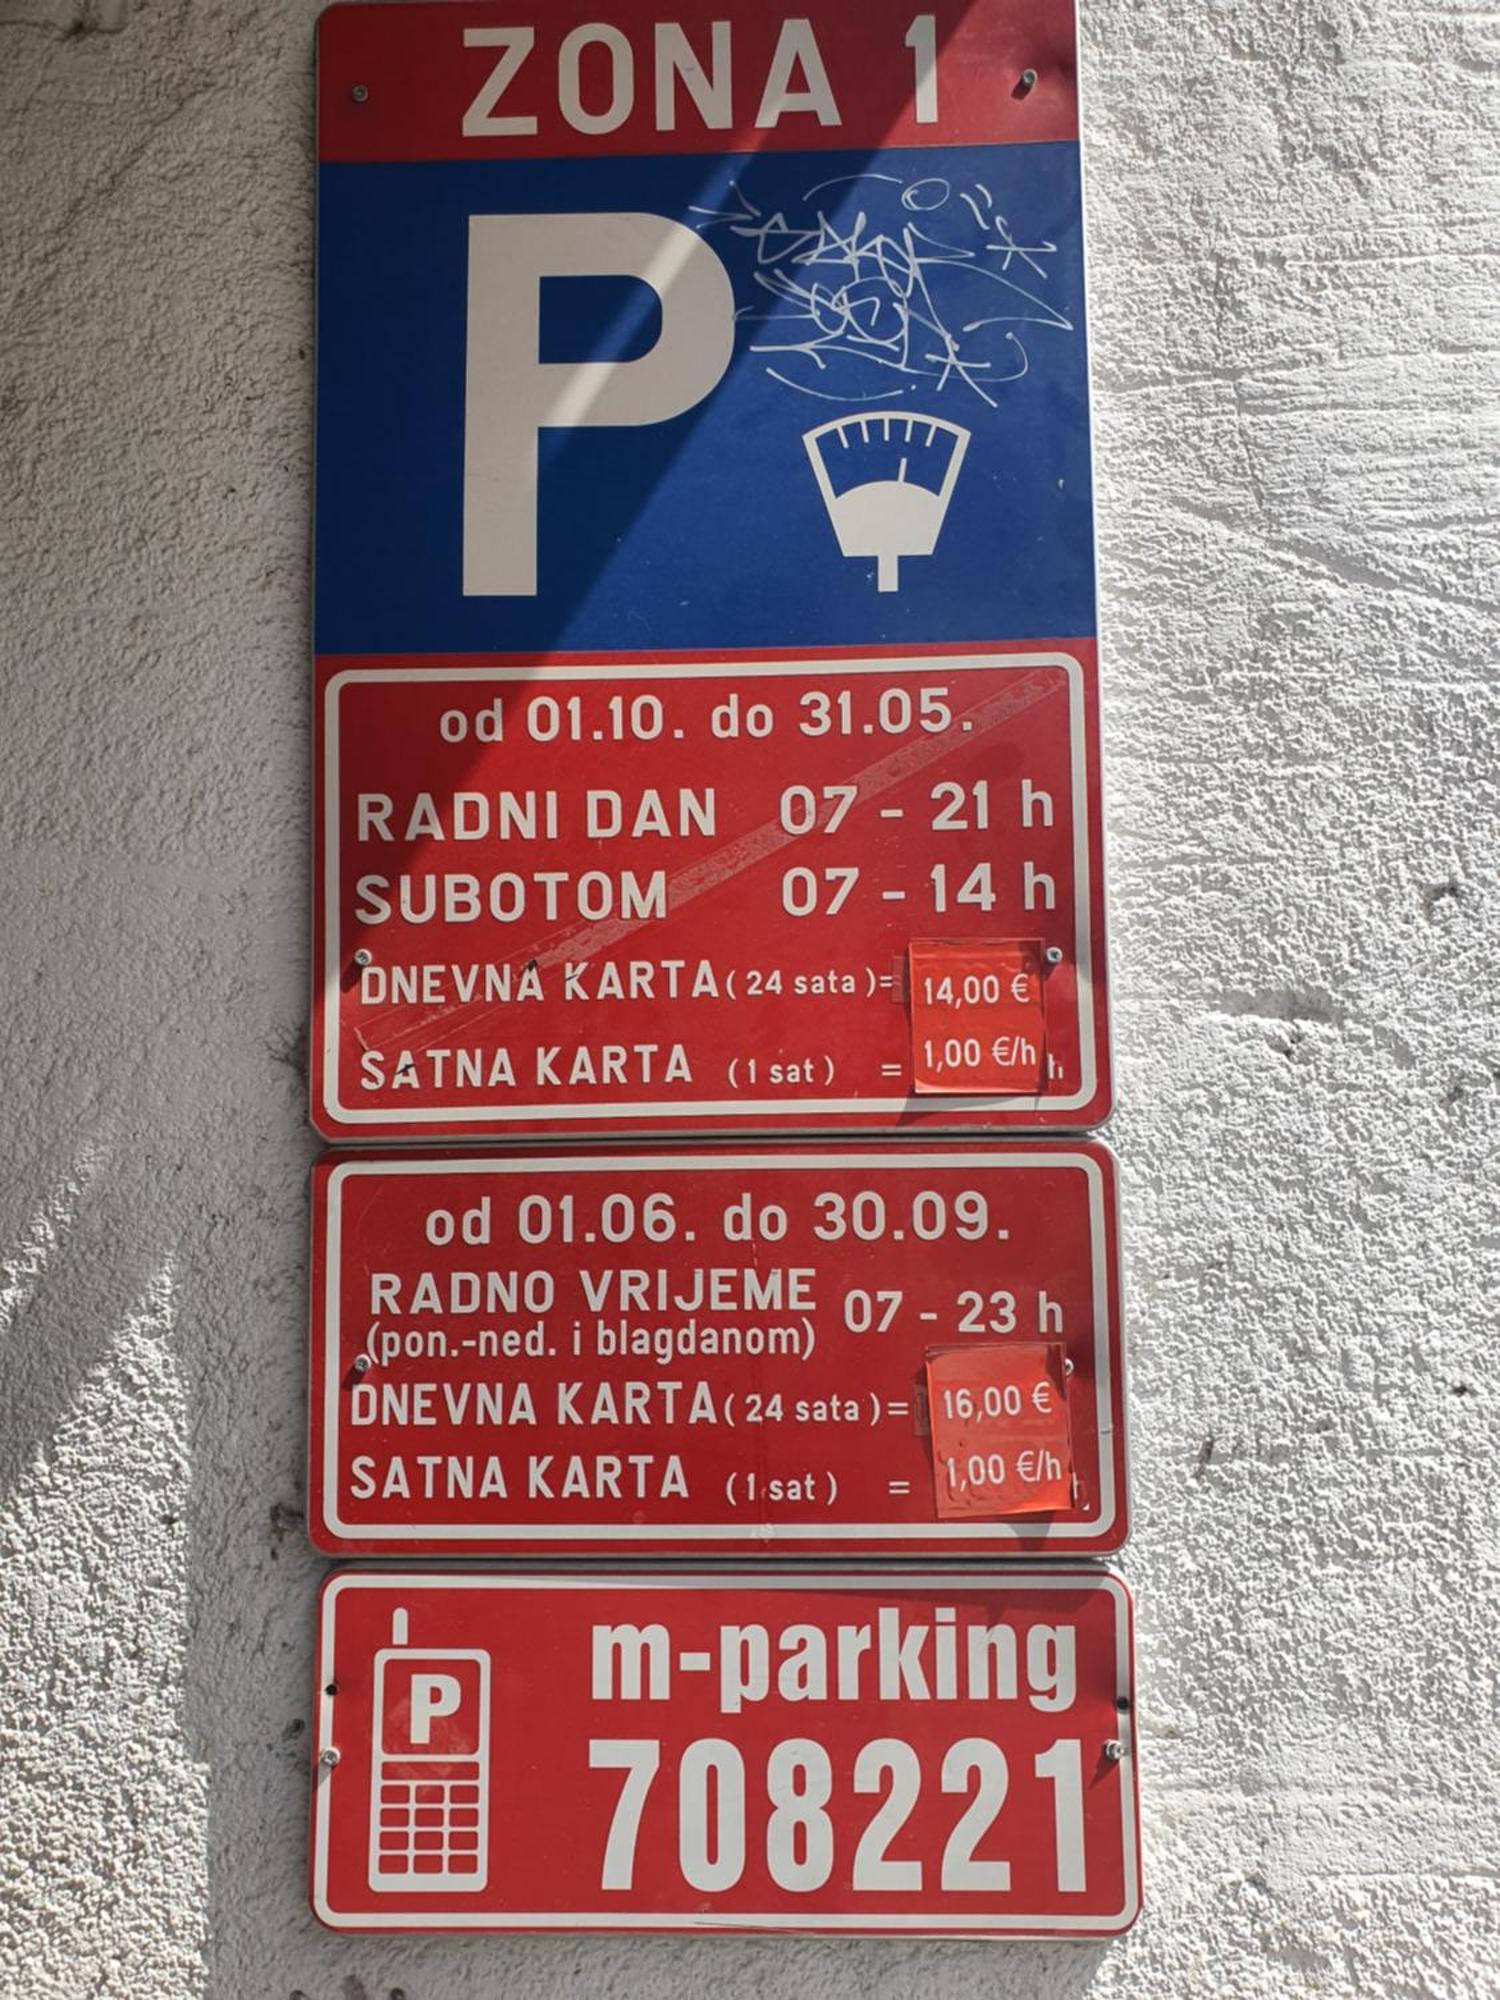 ZONA 1
P
od 01.10. do 31.05.
RADNI DAN 07 - 21 h
SUBOTOM 07 - 14 h
DNEVNA KARTA ( 24 sata ) = 14,00 €
SATNA KARTA ( 1 sat ) = 1,00 €/h h
od 01.06. do 30.09.
RADNO VRIJEME 07 - 23 h
(pon.-ned. i blagdanom)
DNEVNA KARTA ( 24 sata ) = 16,00 €
SATNA KARTA ( 1 sat ) = 1,00 €/h
P
m-parking
708221